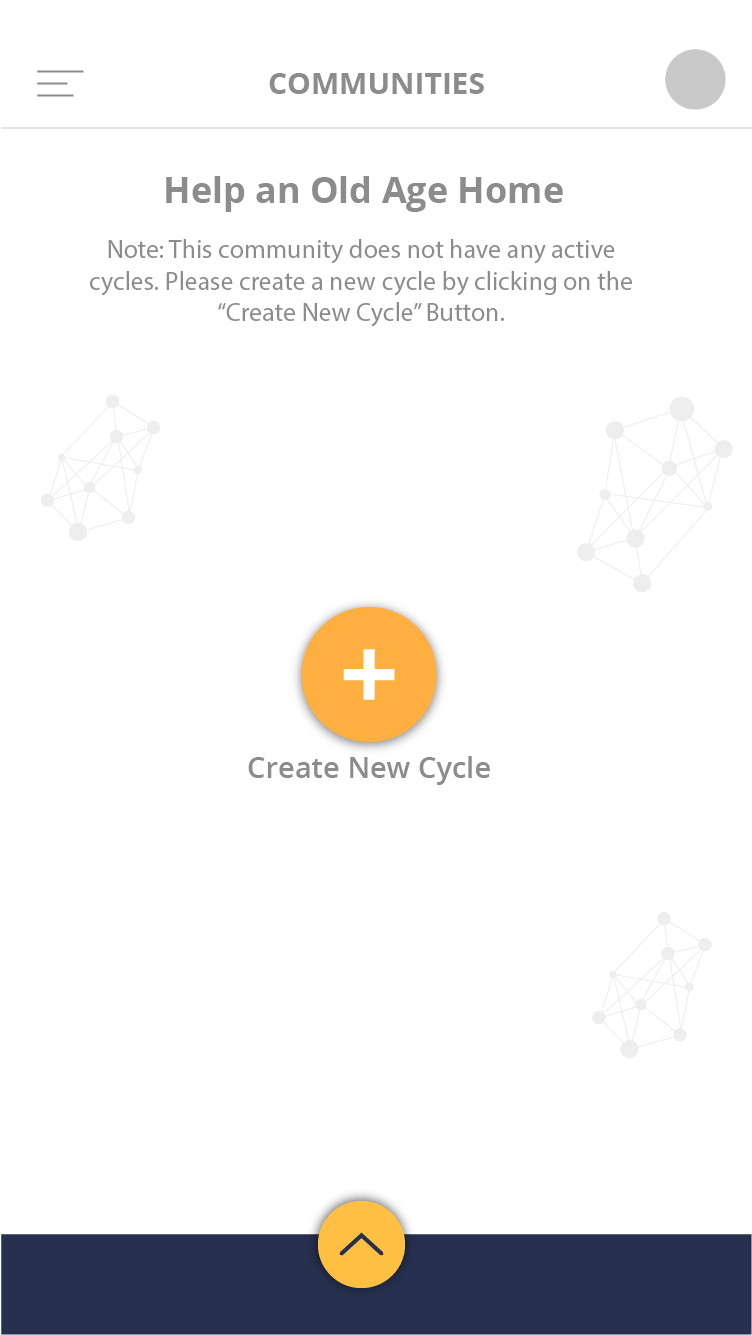 COMMUNITIES
Help an Old Age Home
Note: This community does not have any active
cycles. Please create a new cycle by clicking on the
“Create New Cycle” Button.
Create New Cycle